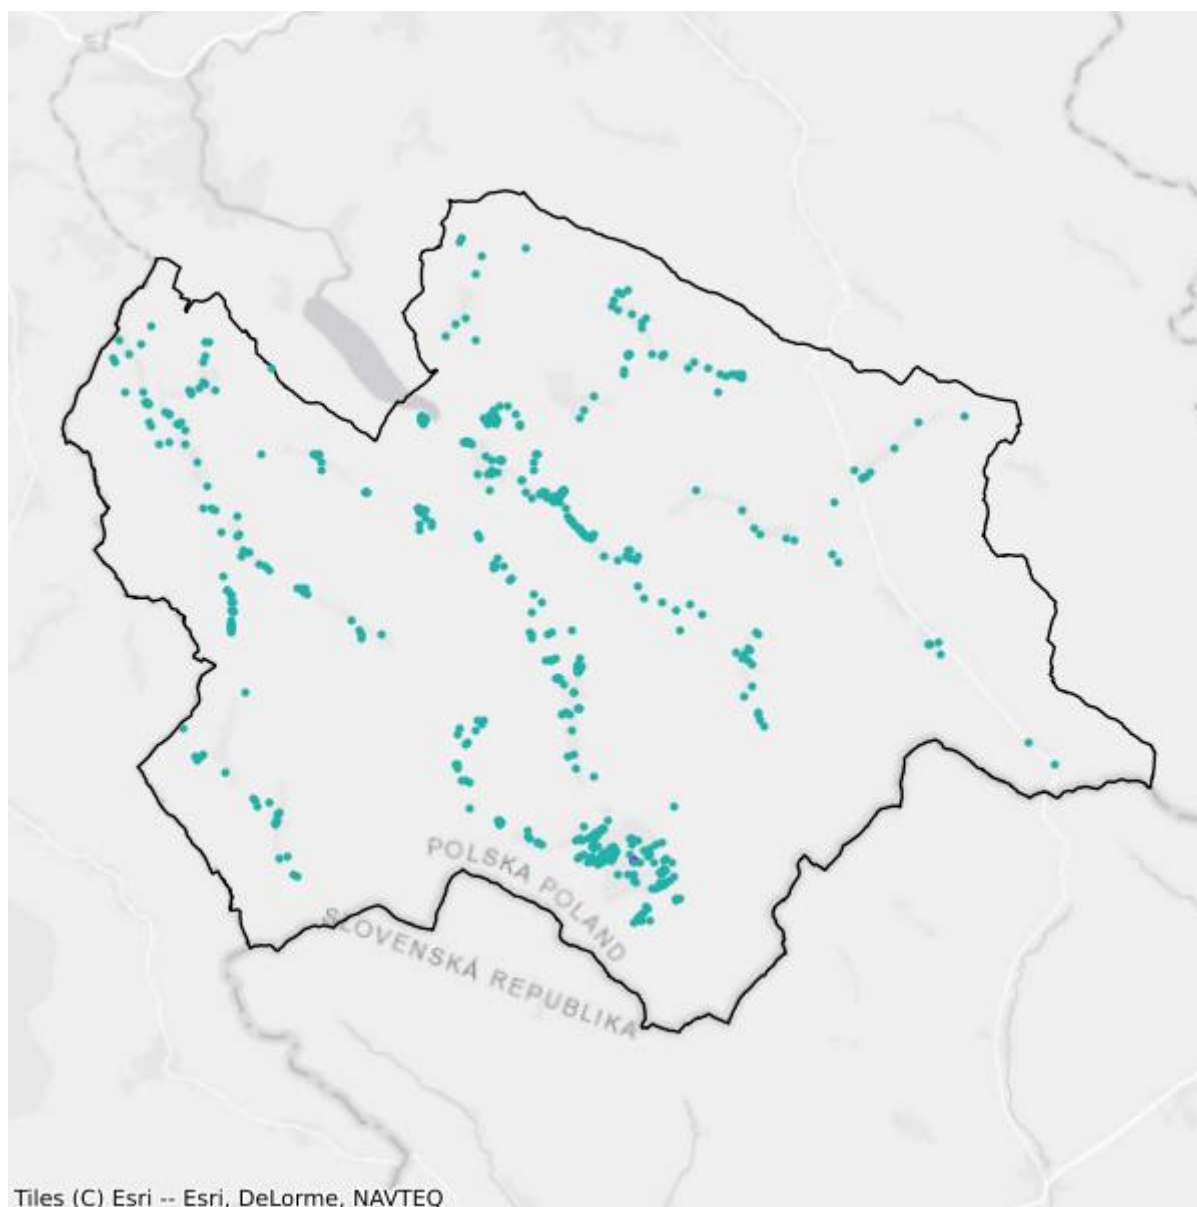 POLSKA POLAND
SLOVENSKÁ REPUBLIKA
Tiles (C) Esri -- Esri, DeLorme, NAVTEQ